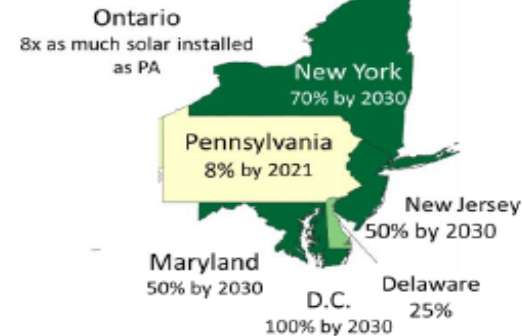 Ontario
8x as much solar installed
as PA
New York
70% by 2030
Pennsylvania
8% by 2021
New Jersey
50% by 2030
Maryland
50% by 2030
Delaware
25%
D.C.
100% by 2030